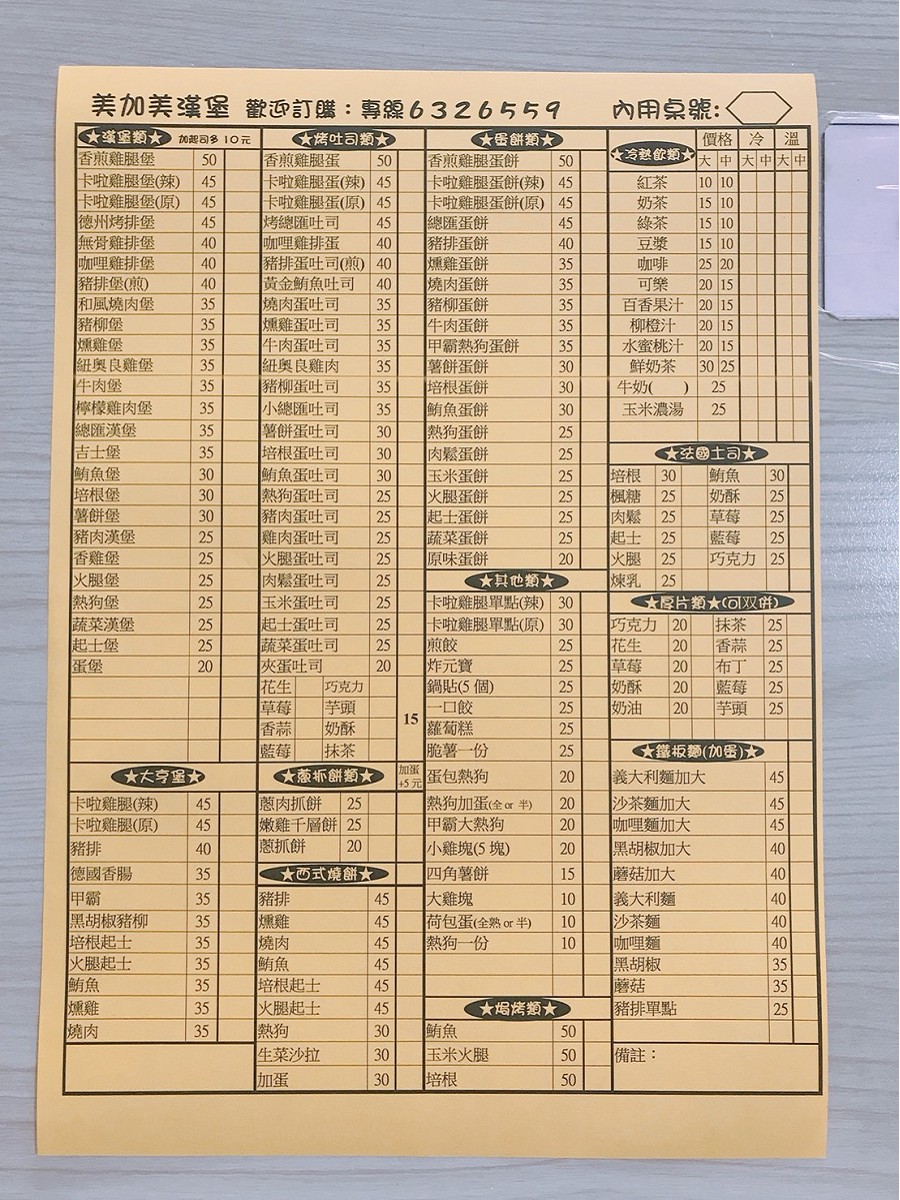 美加美漢堡 歡迎訂購：專線6326559 內用桌號:
★漢堡類★ 加起司多10元
香煎雞腿堡 50
卡啦雞腿堡(辣) 45
卡啦雞腿堡(原) 45
德州烤排堡 45
無骨雞排堡 40
咖哩雞排堡 40
豬排堡(煎) 40
和風燒肉堡 35
豬柳堡 35
燻雞堡 35
紐奧良雞堡 35
牛肉堡 35
檸檬雞肉堡 35
總匯漢堡 35
吉士堡 35
鮪魚堡 30
培根堡 30
薯餅堡 30
豬肉漢堡 25
香雞堡 25
火腿堡 25
熱狗堡 25
蔬菜漢堡 25
起士堡 25
蛋堡 20
★大亨堡★
卡啦雞腿(辣) 45
卡啦雞腿(原) 45
豬排 40
德國香腸 35
甲霸 35
黑胡椒豬柳 35
培根起士 35
火腿起士 35
鮪魚 35
燻雞 35
燒肉 35
★烤吐司類★
香煎雞腿蛋 50
卡啦雞腿蛋(辣) 45
卡啦雞腿蛋(原) 45
烤總匯吐司 45
咖哩雞排蛋 40
豬排蛋吐司(煎) 40
黃金鮪魚吐司 40
燒肉蛋吐司 35
燻雞蛋吐司 35
牛肉蛋吐司 35
紐奧良雞肉 35
豬柳蛋吐司 35
小總匯吐司 35
薯餅蛋吐司 30
培根蛋吐司 30
鮪魚蛋吐司 30
熱狗蛋吐司 25
豬肉蛋吐司 25
雞肉蛋吐司 25
火腿蛋吐司 25
肉鬆蛋吐司 25
玉米蛋吐司 25
起士蛋吐司 25
蔬菜蛋吐司 25
夾蛋吐司 20
花生 巧克力
草莓 芋頭
15
香蒜 奶酥
藍莓 抹茶
★蔥抓餅類★ 加蛋
+5元
蔥肉抓餅 25
嫩雞千層餅 25
蔥抓餅 20
★西式燒餅★
豬排 45
燻雞 45
燒肉 45
鮪魚 45
培根起士 45
火腿起士 45
熱狗 30
生菜沙拉 30
加蛋 30
★蛋餅類★
香煎雞腿蛋餅 50
卡啦雞腿蛋餅(辣) 45
卡啦雞腿蛋餅(原) 45
總匯蛋餅 45
豬排蛋餅 40
燻雞蛋餅 35
燒肉蛋餅 35
豬柳蛋餅 35
牛肉蛋餅 35
甲霸熱狗蛋餅 35
薯餅蛋餅 30
培根蛋餅 30
鮪魚蛋餅 30
熱狗蛋餅 25
肉鬆蛋餅 25
玉米蛋餅 25
火腿蛋餅 25
起士蛋餅 25
蔬菜蛋餅 25
原味蛋餅 20
★其他類★
卡啦雞腿單點(辣) 30
卡啦雞腿單點(原) 30
煎餃 25
炸元寶 25
鍋貼(5個) 25
一口餃 25
蘿蔔糕 25
脆薯一份 25
蛋包熱狗 20
熱狗加蛋(全or半) 20
甲霸大熱狗 20
小雞塊(5塊) 20
四角薯餅 15
大雞塊 10
荷包蛋(全熟or半) 10
熱狗一份 10
★焗烤類★
鮪魚 50
玉米火腿 50
培根 50
★冷熱飲類★ 價格 冷 溫
大 中 大 中 大 中
紅茶 10 10
奶茶 15 10
綠茶 15 10
豆漿 15 10
咖啡 25 20
可樂 20 15
百香果汁 20 15
柳橙汁 20 15
水蜜桃汁 20 15
鮮奶茶 30 25
牛奶( ) 25
玉米濃湯 25
★法國土司★
培根 30 鮪魚 30
楓糖 25 奶酥 25
肉鬆 25 草莓 25
起士 25 藍莓 25
火腿 25 巧克力 25
煉乳 25
★厚片類★(可双併)
巧克力 20 抹茶 25
花生 20 香蒜 25
草莓 20 布丁 25
奶酥 20 藍莓 25
奶油 20 芋頭 25
★鐵板麵(加蛋)★
義大利麵加大 45
沙茶麵加大 45
咖哩麵加大 45
黑胡椒加大 40
蘑菇加大 40
義大利麵 40
沙茶麵 40
咖哩麵 40
黑胡椒 35
蘑菇 35
豬排單點 25
備註：